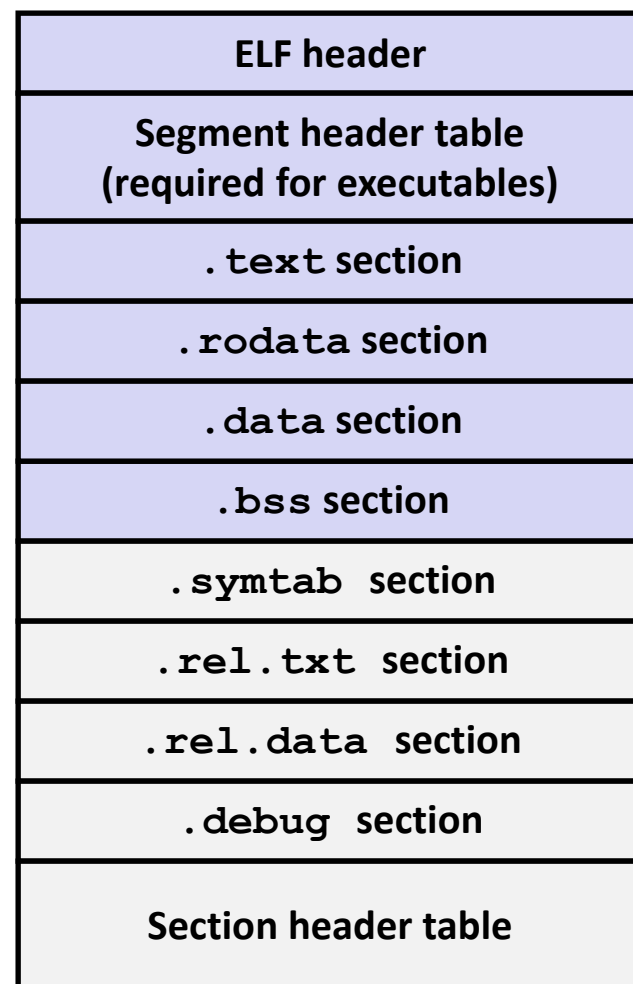 ELF header
Segment header table
(required for executables)
.text section
.rodata section
.data section
.bss section
.symtab section
.rel.txt section
.rel.data section
.debug section
Section header table